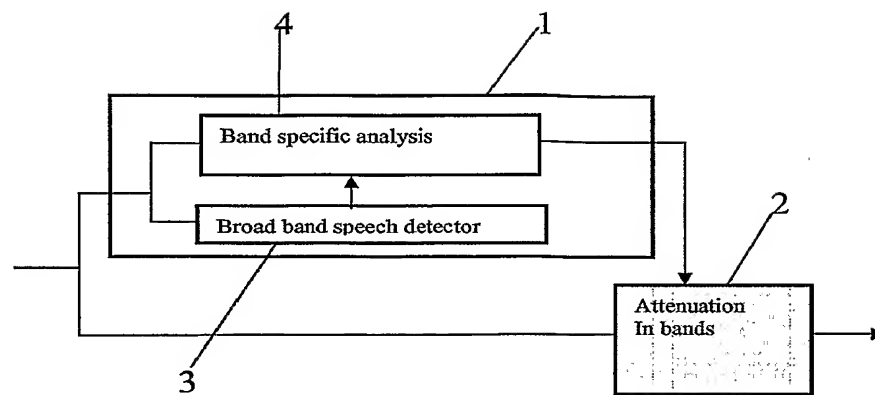 4
1
Band specific analysis
Broad band speech detector
2
Attenuation
In bands
3